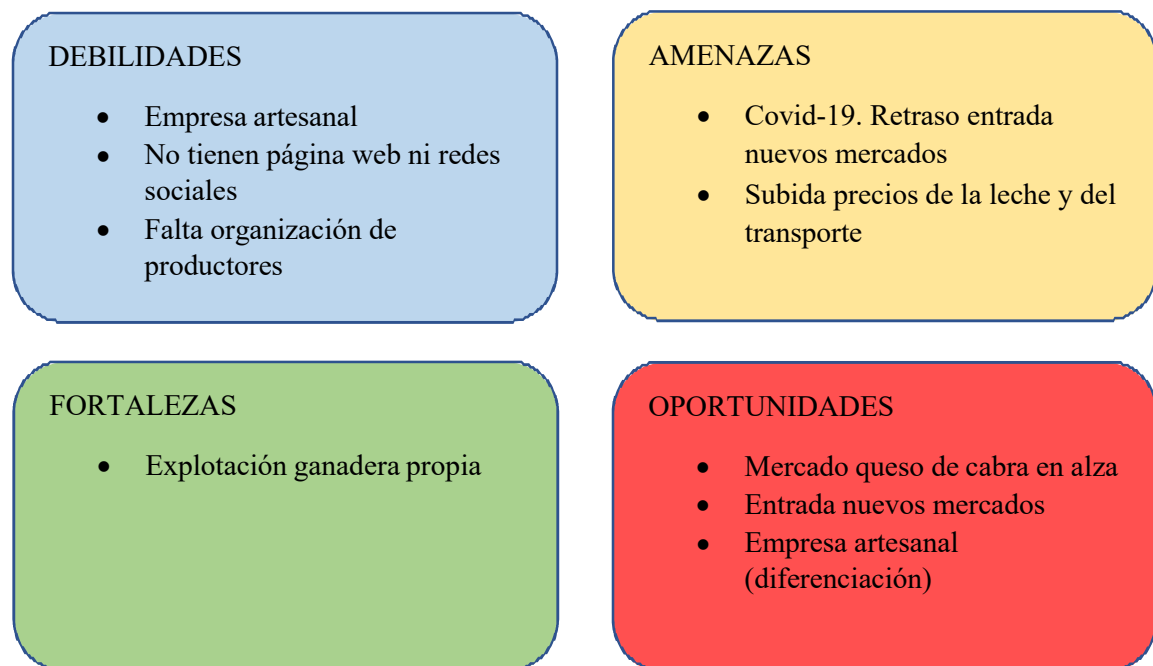 DEBILIDADES
• Empresa artesanal
• No tienen página web ni redes
sociales
• Falta organización de
productores
AMENAZAS
• Covid-19. Retraso entrada
nuevos mercados
• Subida precios de la leche y del
transporte
FORTALEZAS
• Explotación ganadera propia
OPORTUNIDADES
• Mercado queso de cabra en alza
• Entrada nuevos mercados
• Empresa artesanal
(diferenciación)